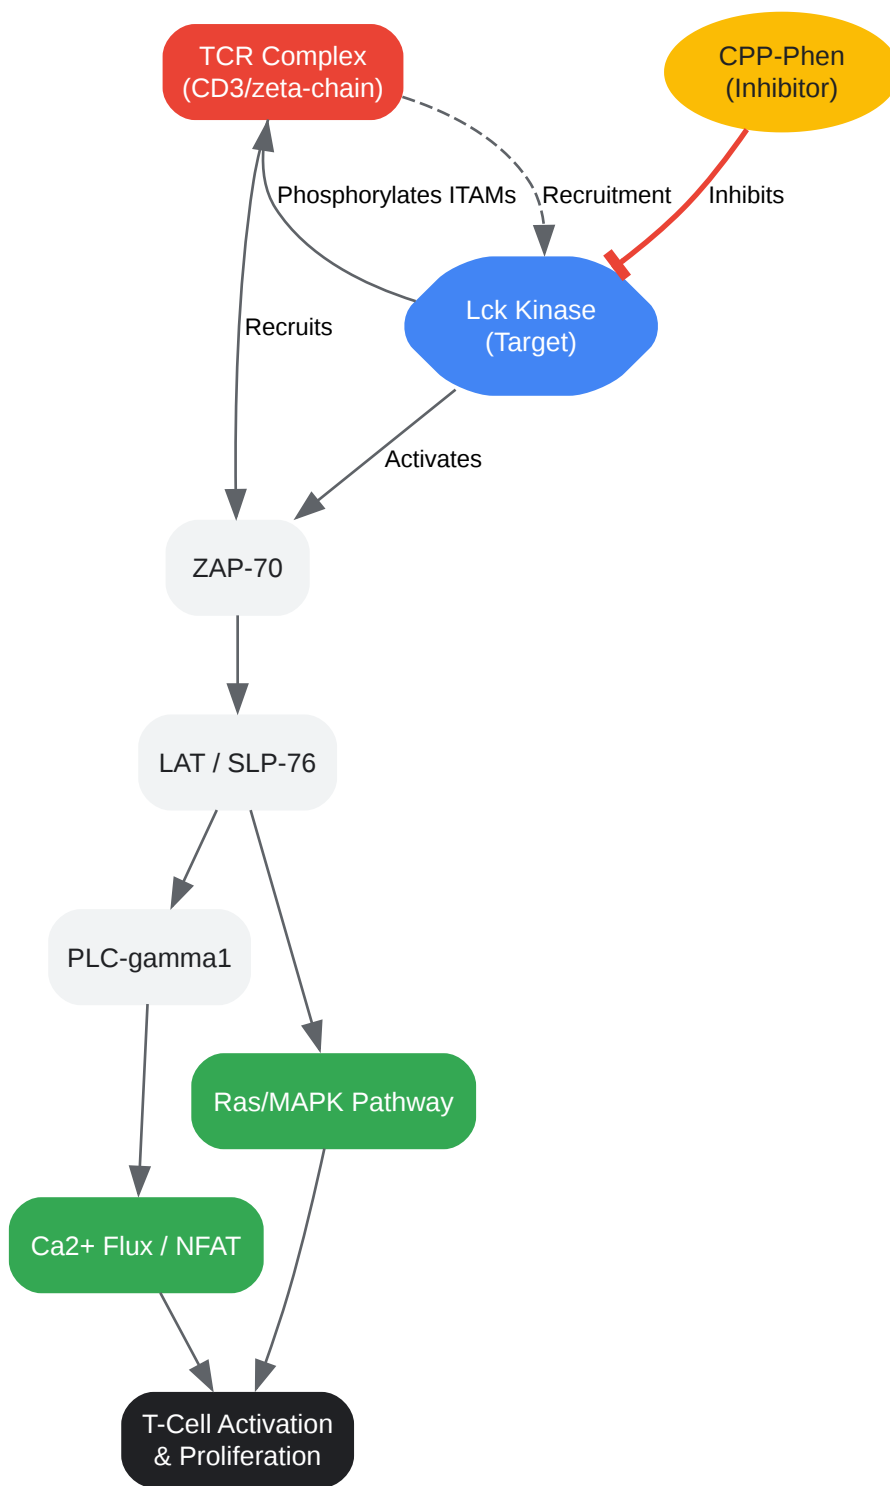 TCR Complex
(CD3/zeta-chain)
CPP-Phen
(Inhibitor)
Phosphorylates ITAMs
Recruitment
Inhibits
Recruits
Lck Kinase
(Target)
Activates
ZAP-70
LAT / SLP-76
PLC-gamma1
Ras/MAPK Pathway
Ca2+ Flux / NFAT
T-Cell Activation
& Proliferation